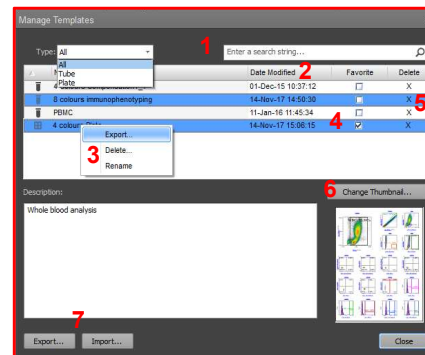 Manage Templates
Type: All 1 Enter a search string...
All
Tube
Plate
Date Modified 2 Favorite Delete
01-Dec-15 10:37:12 X
8 colours immunophenotyping 14-Nov-17 14:50:30 X 5
PBMC 11-Jan-16 11:45:34 X
4 colours 14-Nov-17 15:06:15 4 X
Export...
3 Delete...
Rename
Description: 6 Change Thumbnail...
Whole blood analysis
7
Export... Import... Close